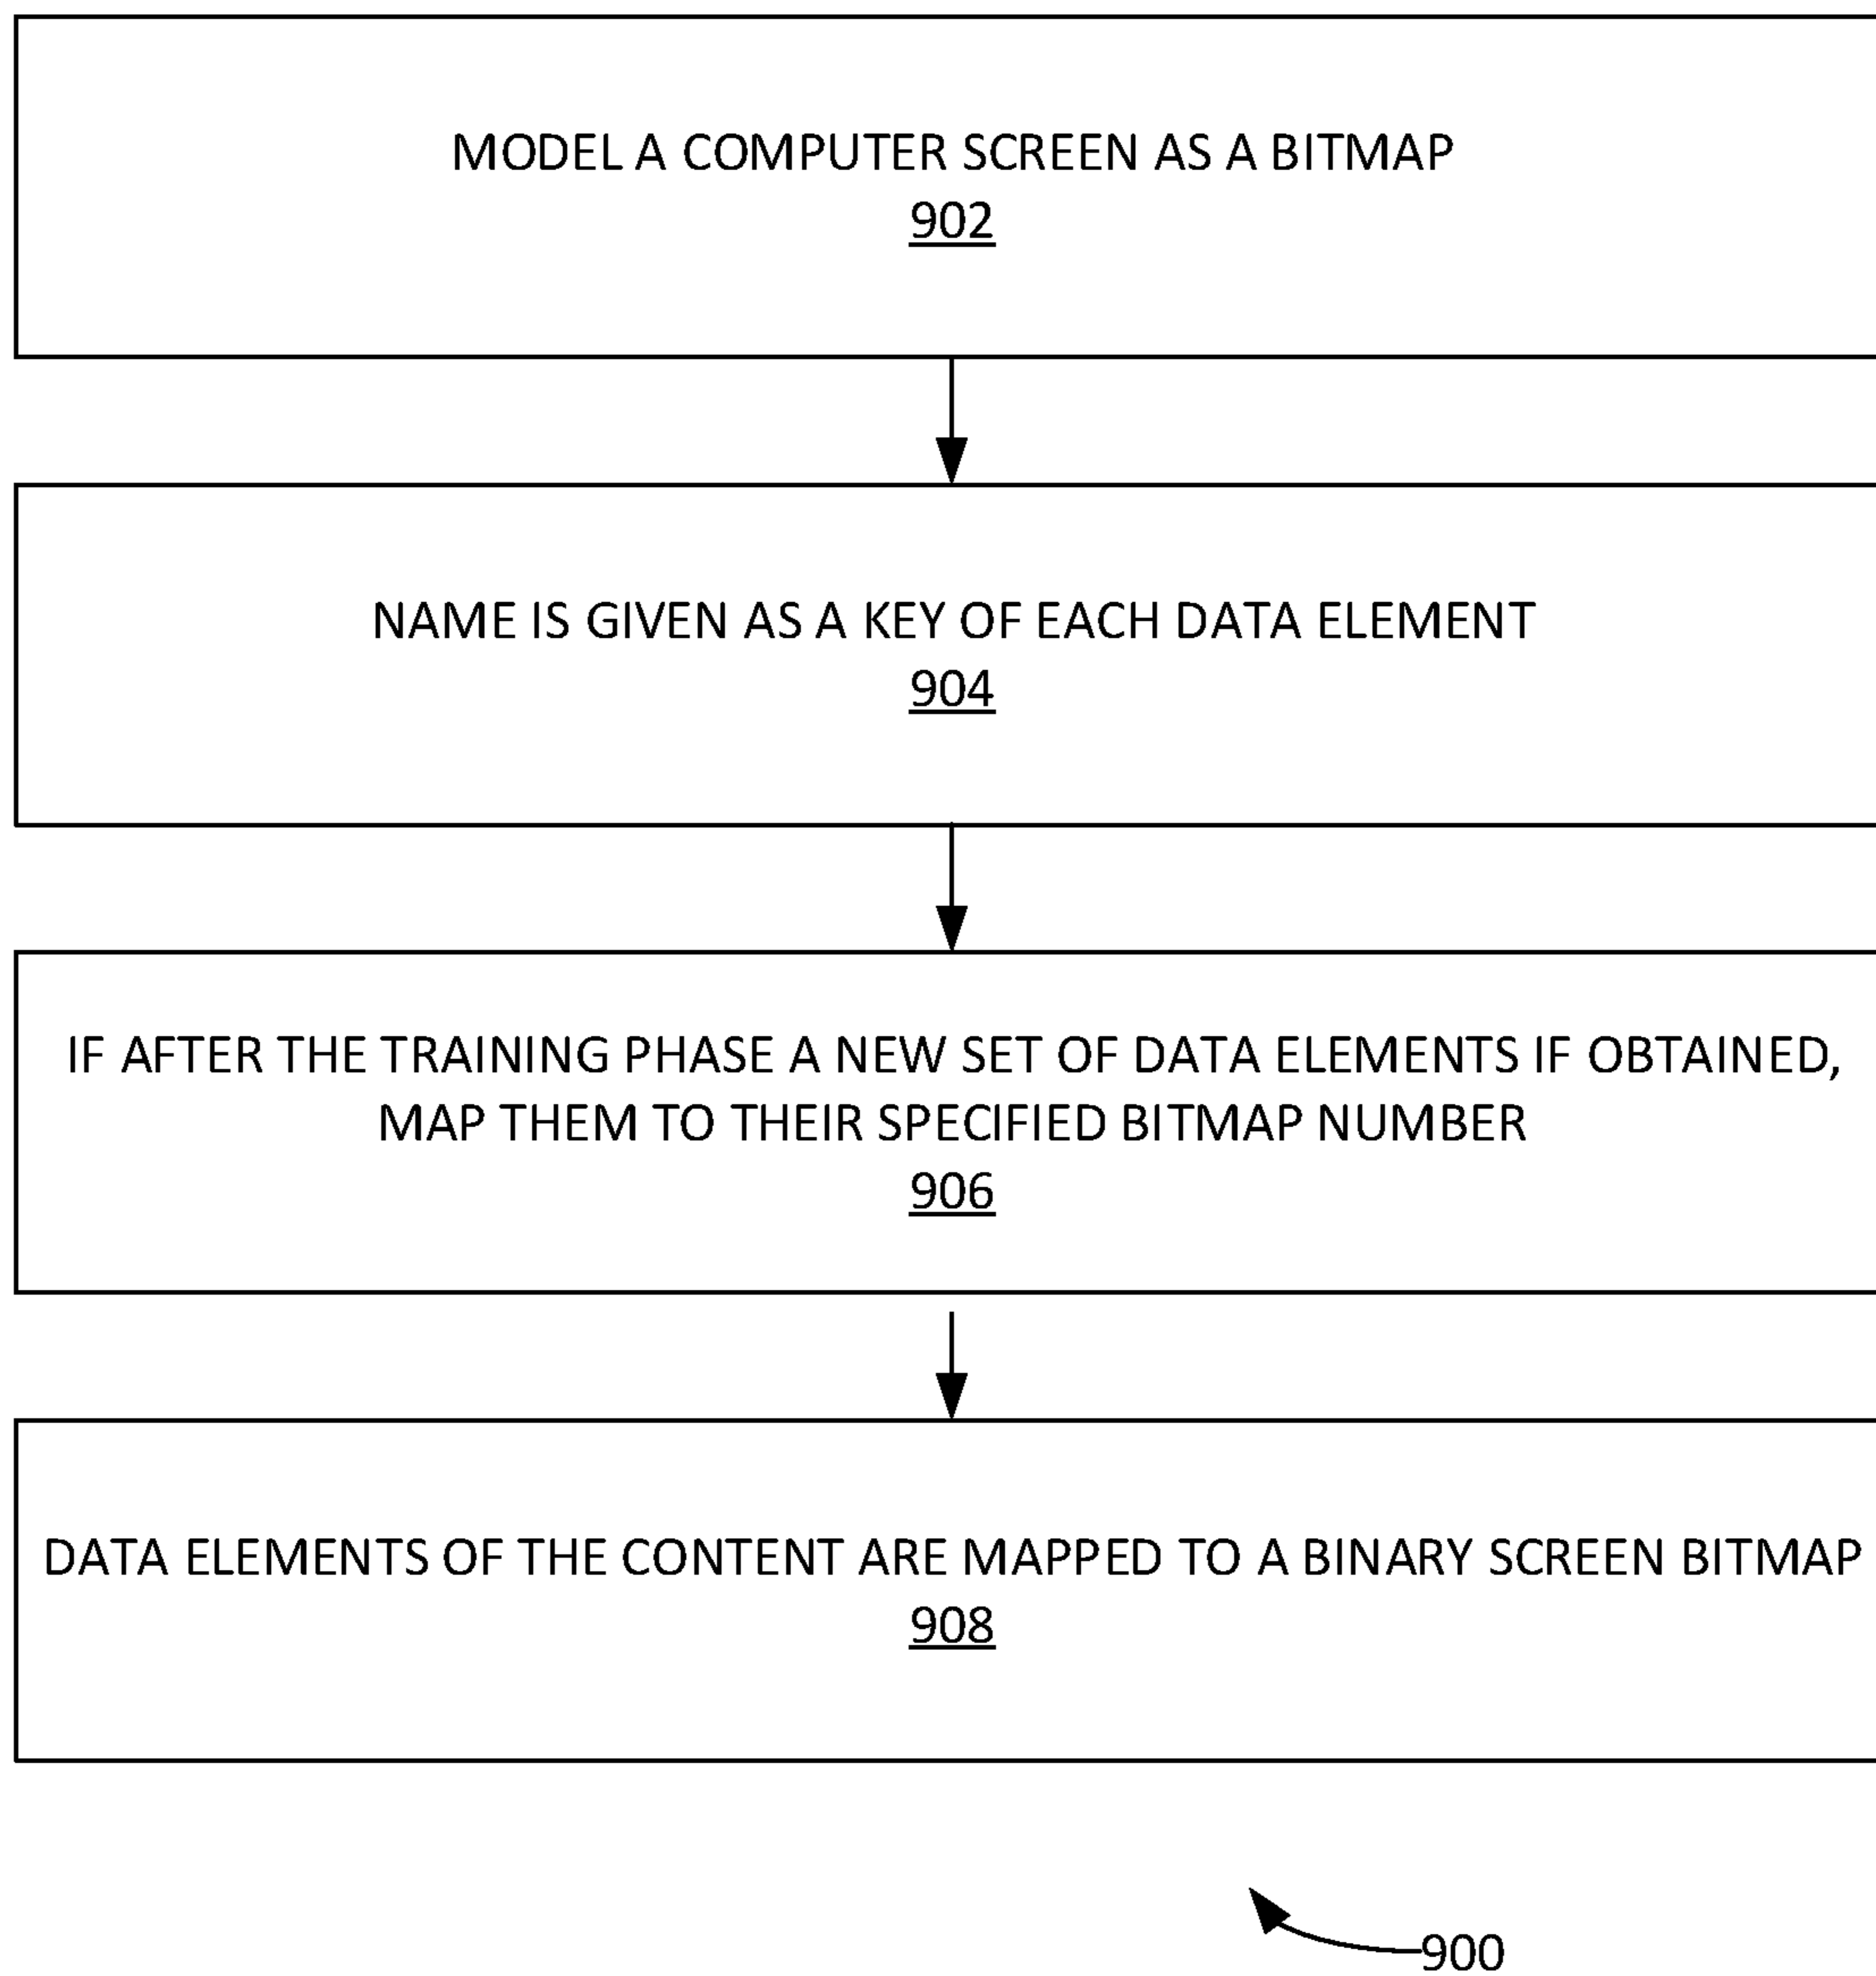 MODEL A COMPUTER SCREEN AS A BITMAP
902
NAME IS GIVEN AS A KEY OF EACH DATA ELEMENT
904
IF AFTER THE TRAINING PHASE A NEW SET OF DATA ELEMENTS IF OBTAINED,
MAP THEM TO THEIR SPECIFIED BITMAP NUMBER
906
DATA ELEMENTS OF THE CONTENT ARE MAPPED TO A BINARY SCREEN BITMAP
908
900